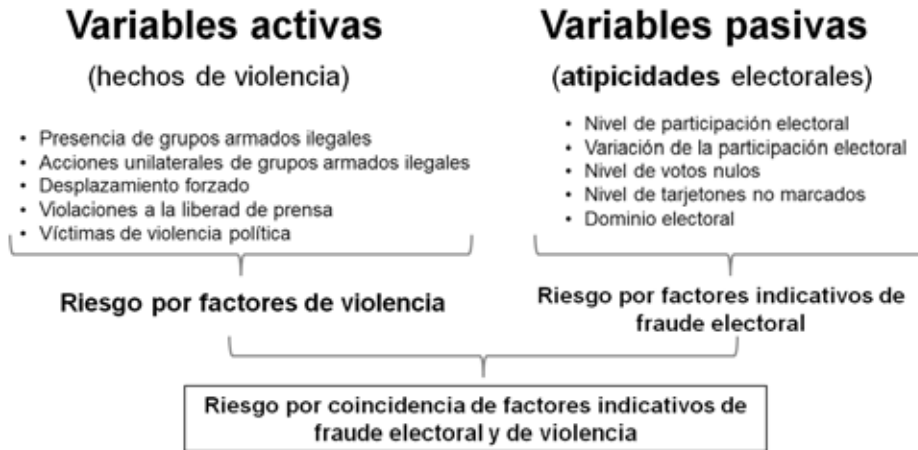 Variables activas
(hechos de violencia)
• Presencia de grupos armados ilegales
• Acciones unilaterales de grupos armados ilegales
• Desplazamiento forzado
• Violaciones a la liberad de prensa
• Víctimas de violencia política
Riesgo por factores de violencia
Variables pasivas
(atipicidades electorales)
• Nivel de participación electoral
• Variación de la participación electoral
• Nivel de votos nulos
• Nivel de tarjetones no marcados
• Dominio electoral
Riesgo por factores indicativos de
fraude electoral
Riesgo por coincidencia de factores indicativos de
fraude electoral y de violencia